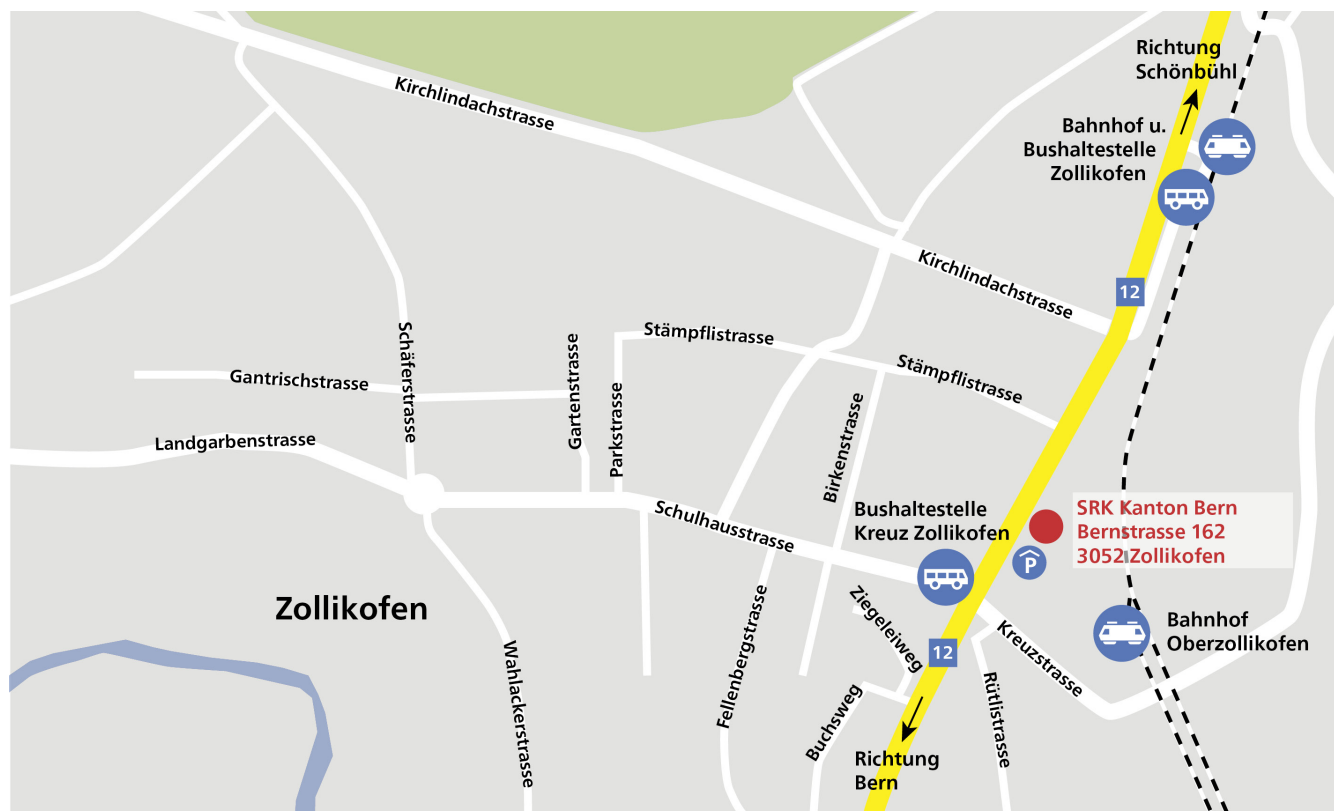 Richtung
Schönbühl
Bahnhof u.
Bushaltestelle
Zollikofen
Kirchlindachstrasse
Kirchlindachstrasse
12
Stämpflistrasse
Stämpflistrasse
Schäferstrasse
Gantrischstrasse
Gartenstrasse
Parkstrasse
Birkenstrasse
Landgarbenstrasse
Schulhausstrasse
Bushaltestelle
Kreuz Zollikofen
SRK Kanton Bern
Bernstrasse 162
3052 Zollikofen
P
Zollikofen
Wahlackerstrasse
Fellenbergstrasse
Ziegeleiweg
Buchsweg
12
Kreuzstrasse
Rütlistrasse
Bahnhof
Oberzollikofen
Richtung
Bern